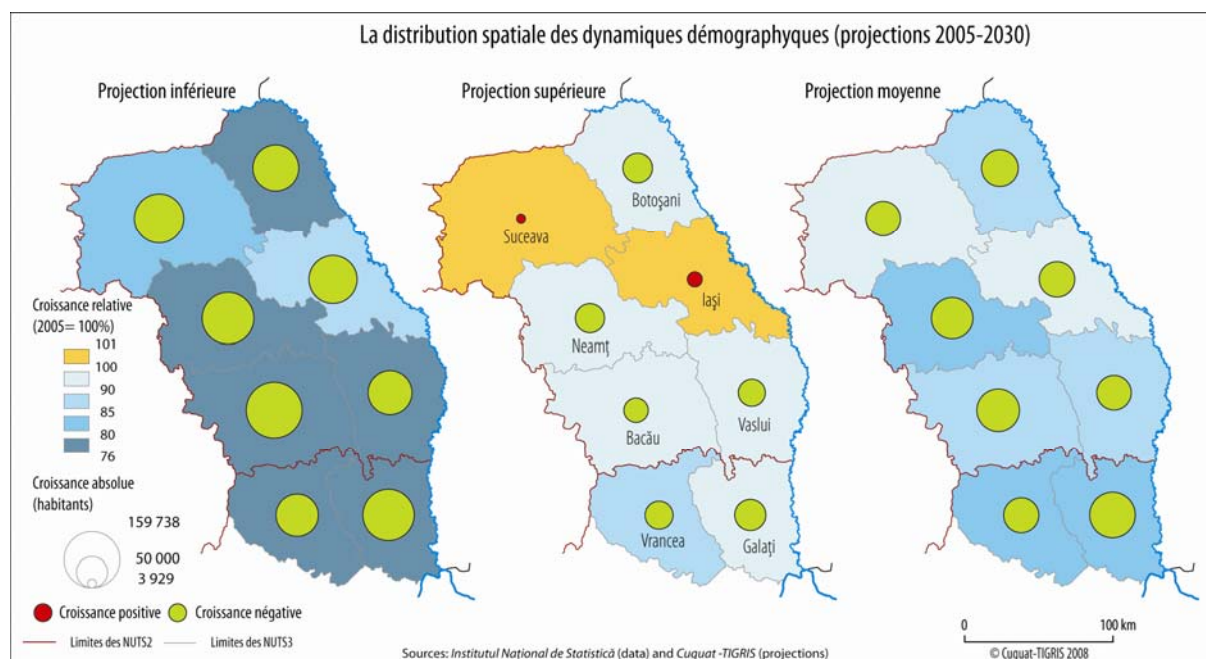 La distribution spatiale des dynamiques démographyques (projections 2005-2030)
Projection inférieure
Projection supérieure
Projection moyenne
Botoşani
Suceava
Iaşi
Neamţ
Bacău
Vaslui
Vrancea
Galaţi
Croissance relative
(2005= 100%)
101
100
90
85
80
76
Croissance absolue
(habitants)
159 738
50 000
3 929
Croissance positive
Croissance négative
Limites des NUTS2
Limites des NUTS3
Sources: Institutul Naţional de Statistică (data) and Cuguat -TIGRIS (projections)
0
100 km
© Cuguat-TIGRIS 2008